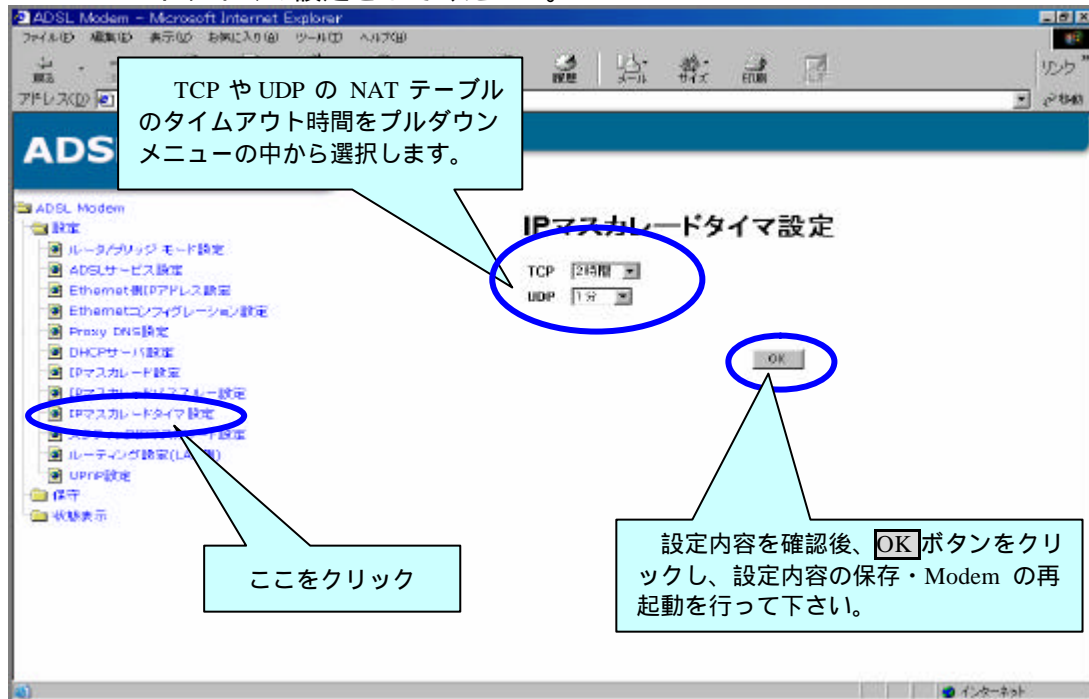 ADSL Modem - Microsoft Internet Explorer
ファイル(F) 編集(E) 表示(V) お気に入り(A) ツール(T) ヘルプ(H)
戻る 履歴 メール サイズ 印刷 リンク
アドレス(D) 移動
TCP や UDP の NAT テーブル
のタイムアウト時間をプルダウン
メニューの中から選択します。
ADS
ADSL Modem
設定
ルータ/ブリッジ モード設定
ADSLサービス設定
Ethernet側IPアドレス設定
Ethernetコンフィグレーション設定
Proxy DNS設定
DHCPサーバ設定
IPマスカレード設定
IPマスカレードパススルー設定
IPマスカレードタイマ設定
ルーティング設定(LA
UPnP設定
保守
状態表示
IPマスカレードタイマ設定
TCP 2時間
UDP 1分
OK
ここをクリック
設定内容を確認後、OK ボタンをクリ
ックし、設定内容の保存・Modem の再
起動を行って下さい。
インターネット